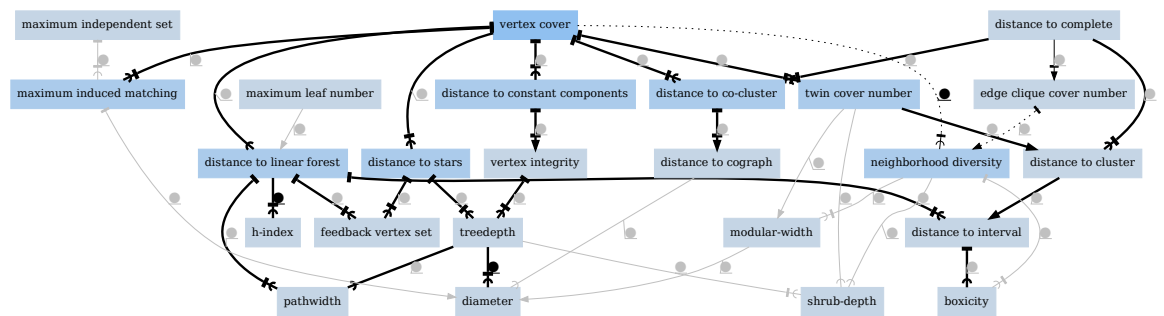 maximum independent set
vertex cover
distance to complete
maximum induced matching
maximum leaf number
distance to constant components
distance to co-cluster
twin cover number
edge clique cover number
distance to linear forest
distance to stars
vertex integrity
distance to cograph
neighborhood diversity
distance to cluster
h-index
feedback vertex set
treedepth
modular-width
distance to interval
pathwidth
diameter
shrub-depth
boxicity